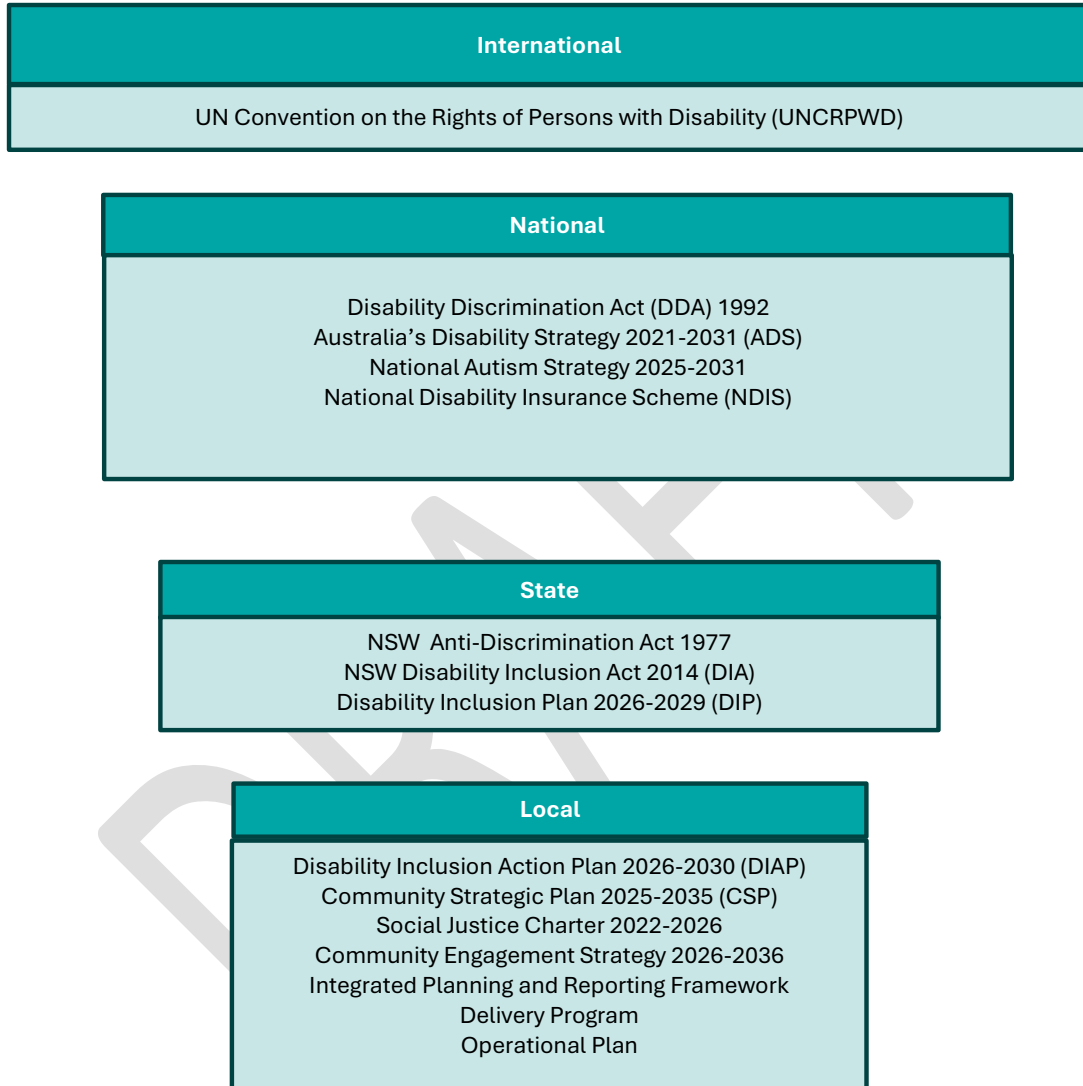 International
UN Convention on the Rights of Persons with Disability (UNCRPWD)
National
Disability Discrimination Act (DDA) 1992
Australia’s Disability Strategy 2021-2031 (ADS)
National Autism Strategy 2025-2031
National Disability Insurance Scheme (NDIS)
State
NSW  Anti-Discrimination Act 1977
NSW Disability Inclusion Act 2014 (DIA)
Disability Inclusion Plan 2026-2029 (DIP)
Local
Disability Inclusion Action Plan 2026-2030 (DIAP)
Community Strategic Plan 2025-2035 (CSP)
Social Justice Charter 2022-2026
Community Engagement Strategy 2026-2036
Integrated Planning and Reporting Framework
Delivery Program
Operational Plan
DRAFT